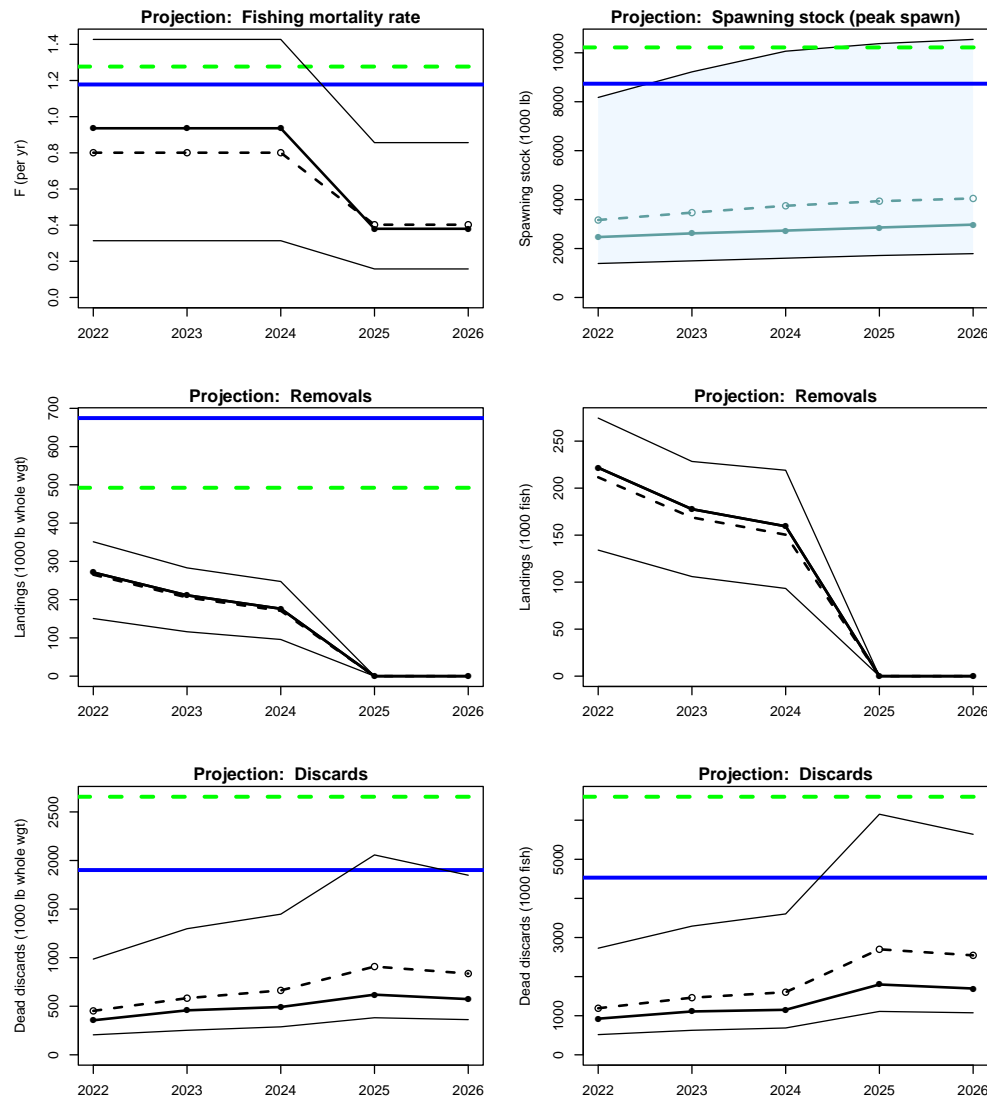 Projection:  Fishing mortality rate
F (per yr)
0.0 0.2 0.4 0.6 0.8 1.0 1.2 1.4
2022 2023 2024 2025 2026
Projection:  Spawning stock (peak spawn)
Spawning stock (1000 lb)
0 2000 4000 6000 8000 10000
2022 2023 2024 2025 2026
Projection:  Removals
Landings (1000 lb whole wgt)
0 100 200 300 400 500 600 700
2022 2023 2024 2025 2026
Projection:  Removals
Landings (1000 fish)
0 50 100 150 200 250
2022 2023 2024 2025 2026
Projection:  Discards
Dead discards (1000 lb whole wgt)
0 500 1000 1500 2000 2500
2022 2023 2024 2025 2026
Projection:  Discards
Dead discards (1000 fish)
0 1000 3000 5000
2022 2023 2024 2025 2026